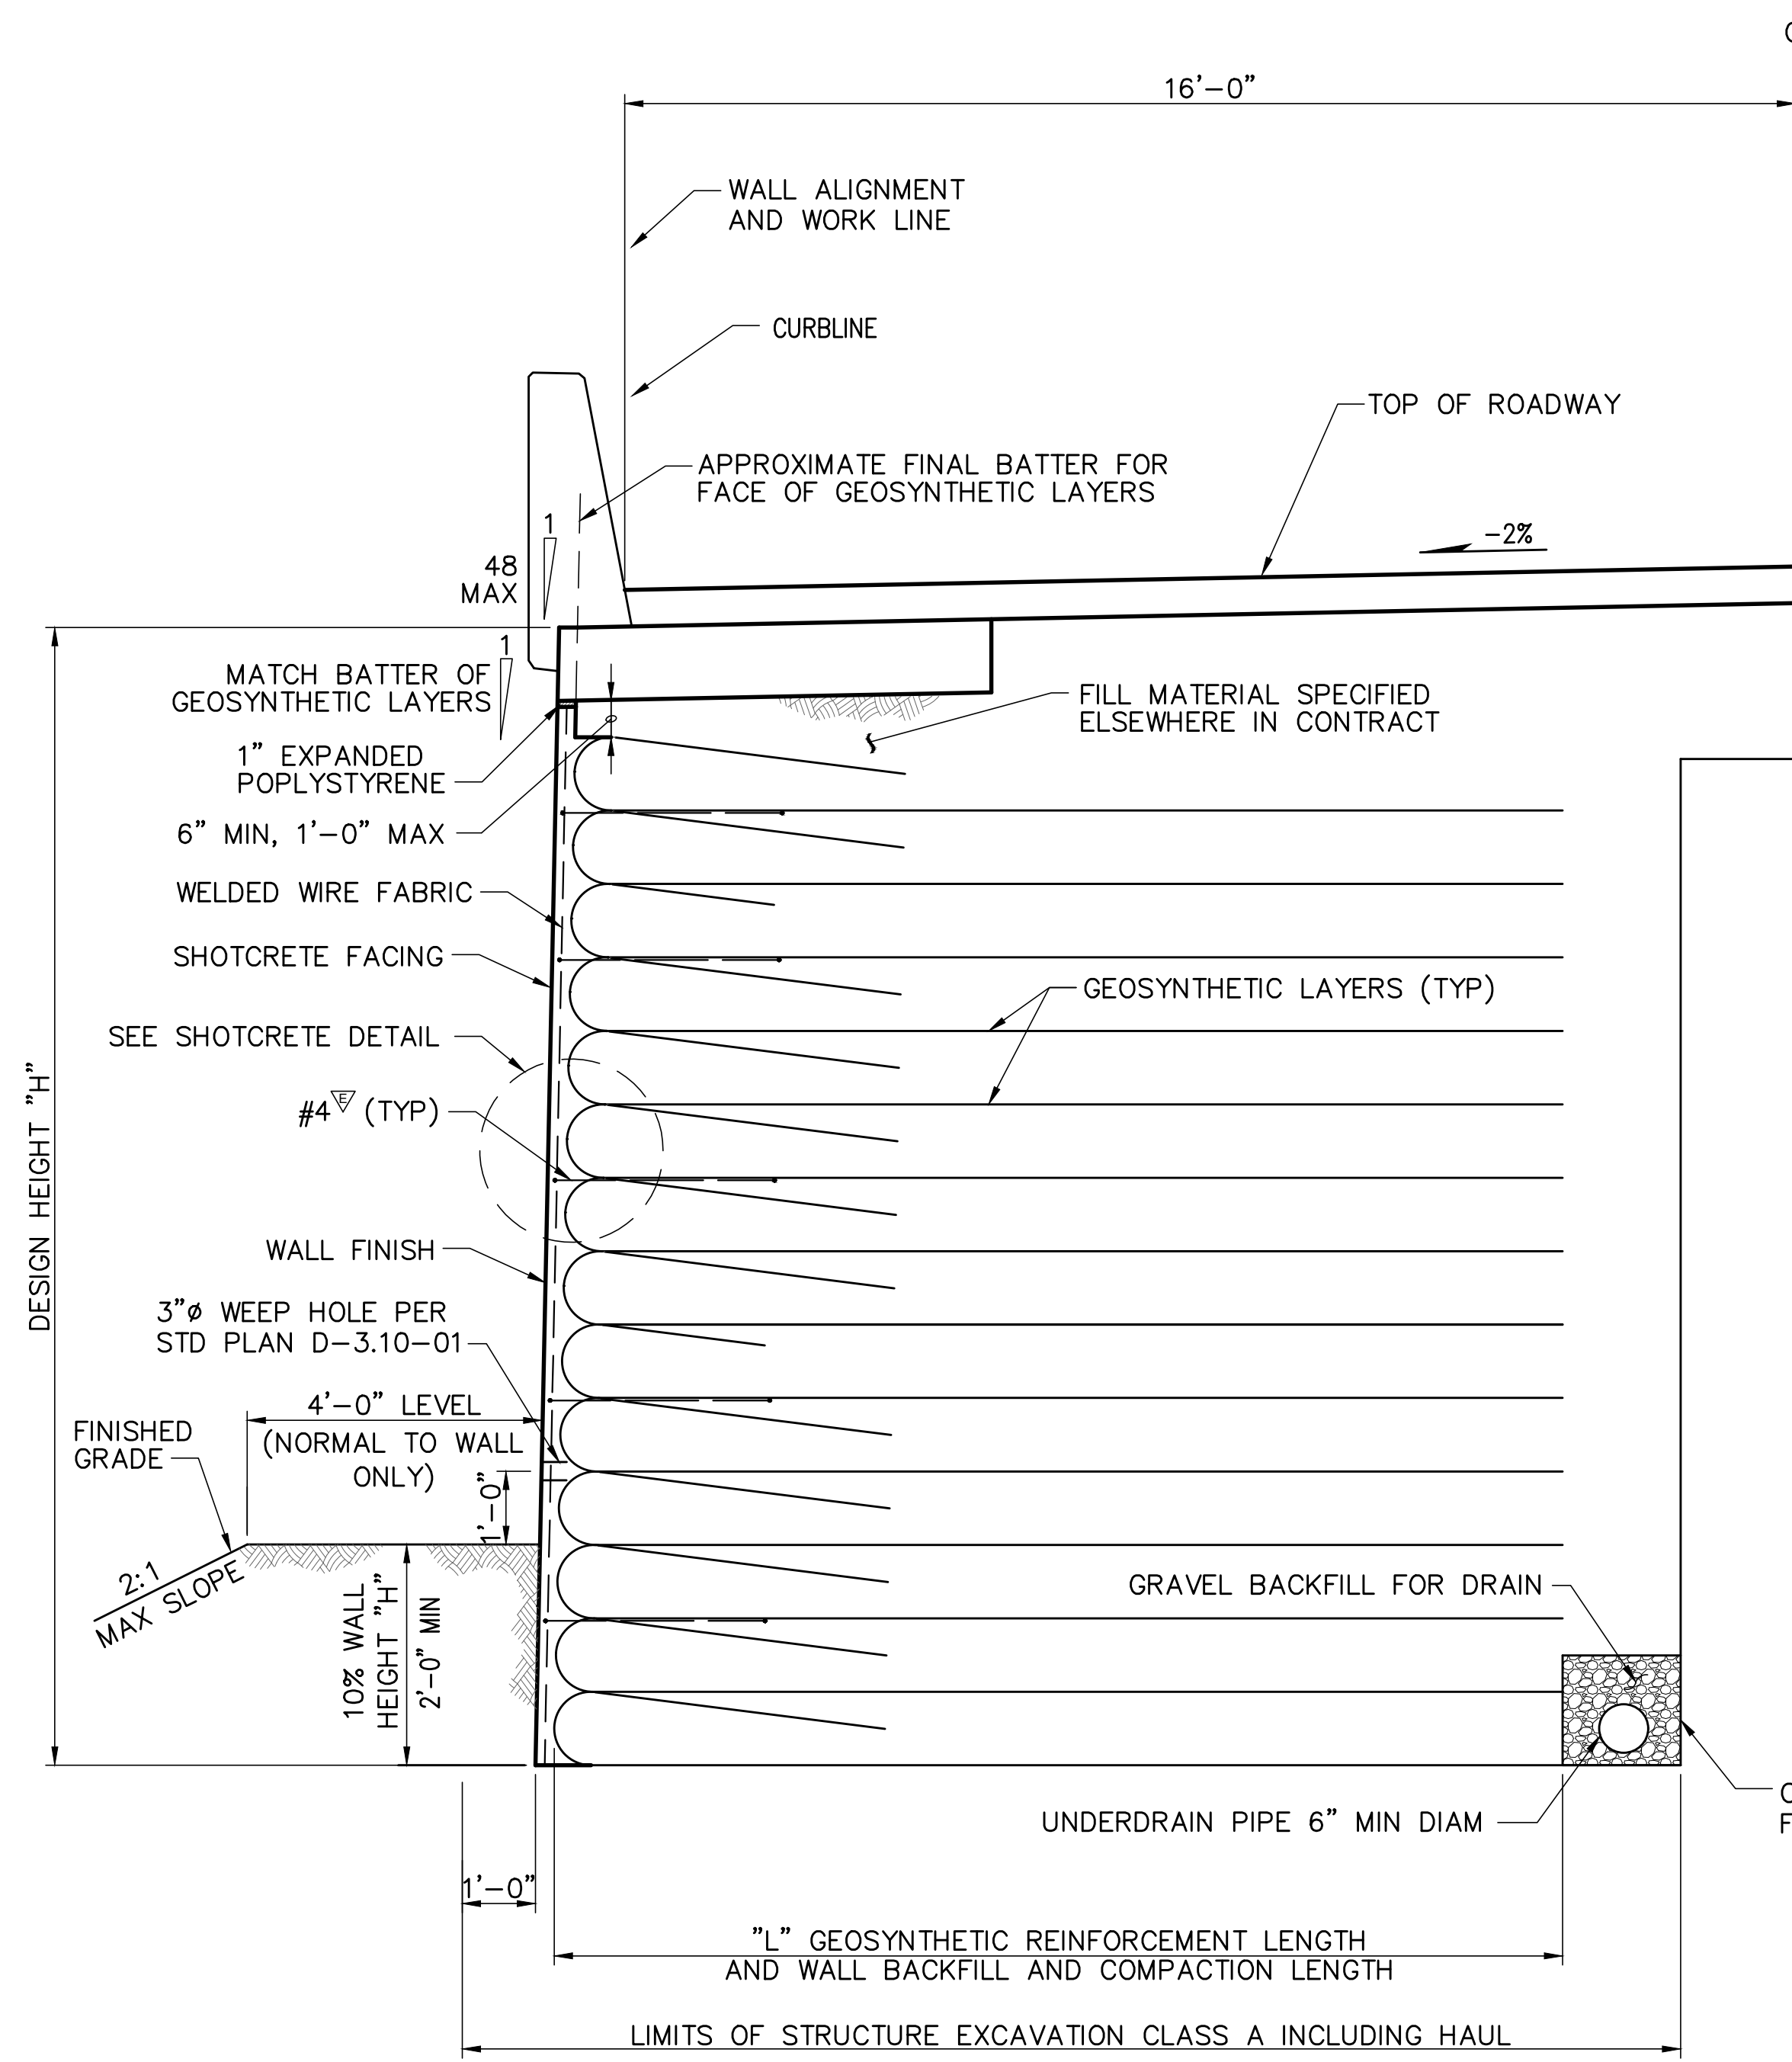 16'-0"
WALL ALIGNMENT
AND WORK LINE
CURBLINE
TOP OF ROADWAY
APPROXIMATE FINAL BATTER FOR
FACE OF GEOSYNTHETIC LAYERS
-2%
1
48
MAX
1
MATCH BATTER OF
GEOSYNTHETIC LAYERS
FILL MATERIAL SPECIFIED
ELSEWHERE IN CONTRACT
1" EXPANDED
POPLYSTYRENE
6" MIN, 1'-0" MAX
WELDED WIRE FABRIC
SHOTCRETE FACING
GEOSYNTHETIC LAYERS (TYP)
SEE SHOTCRETE DETAIL
#4 E (TYP)
DESIGN HEIGHT "H"
WALL FINISH
3"ø WEEP HOLE PER
STD PLAN D-3.10-01
4'-0" LEVEL
(NORMAL TO WALL
ONLY)
FINISHED
GRADE
1'-0"
2:1
MAX SLOPE
10% WALL
HEIGHT "H"
2'-0" MIN
GRAVEL BACKFILL FOR DRAIN
UNDERDRAIN PIPE 6" MIN DIAM
1'-0"
"L" GEOSYNTHETIC REINFORCEMENT LENGTH
AND WALL BACKFILL AND COMPACTION LENGTH
LIMITS OF STRUCTURE EXCAVATION CLASS A INCLUDING HAUL